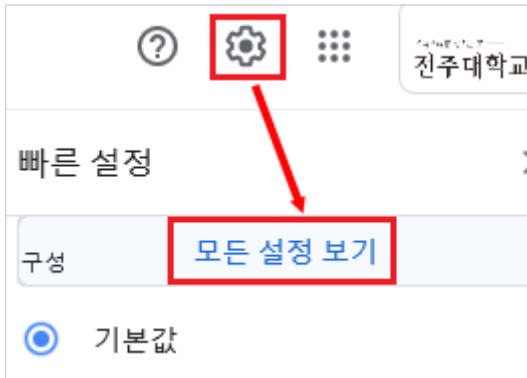 전주대학교
빠른 설정
구성
모든 설정 보기
기본값